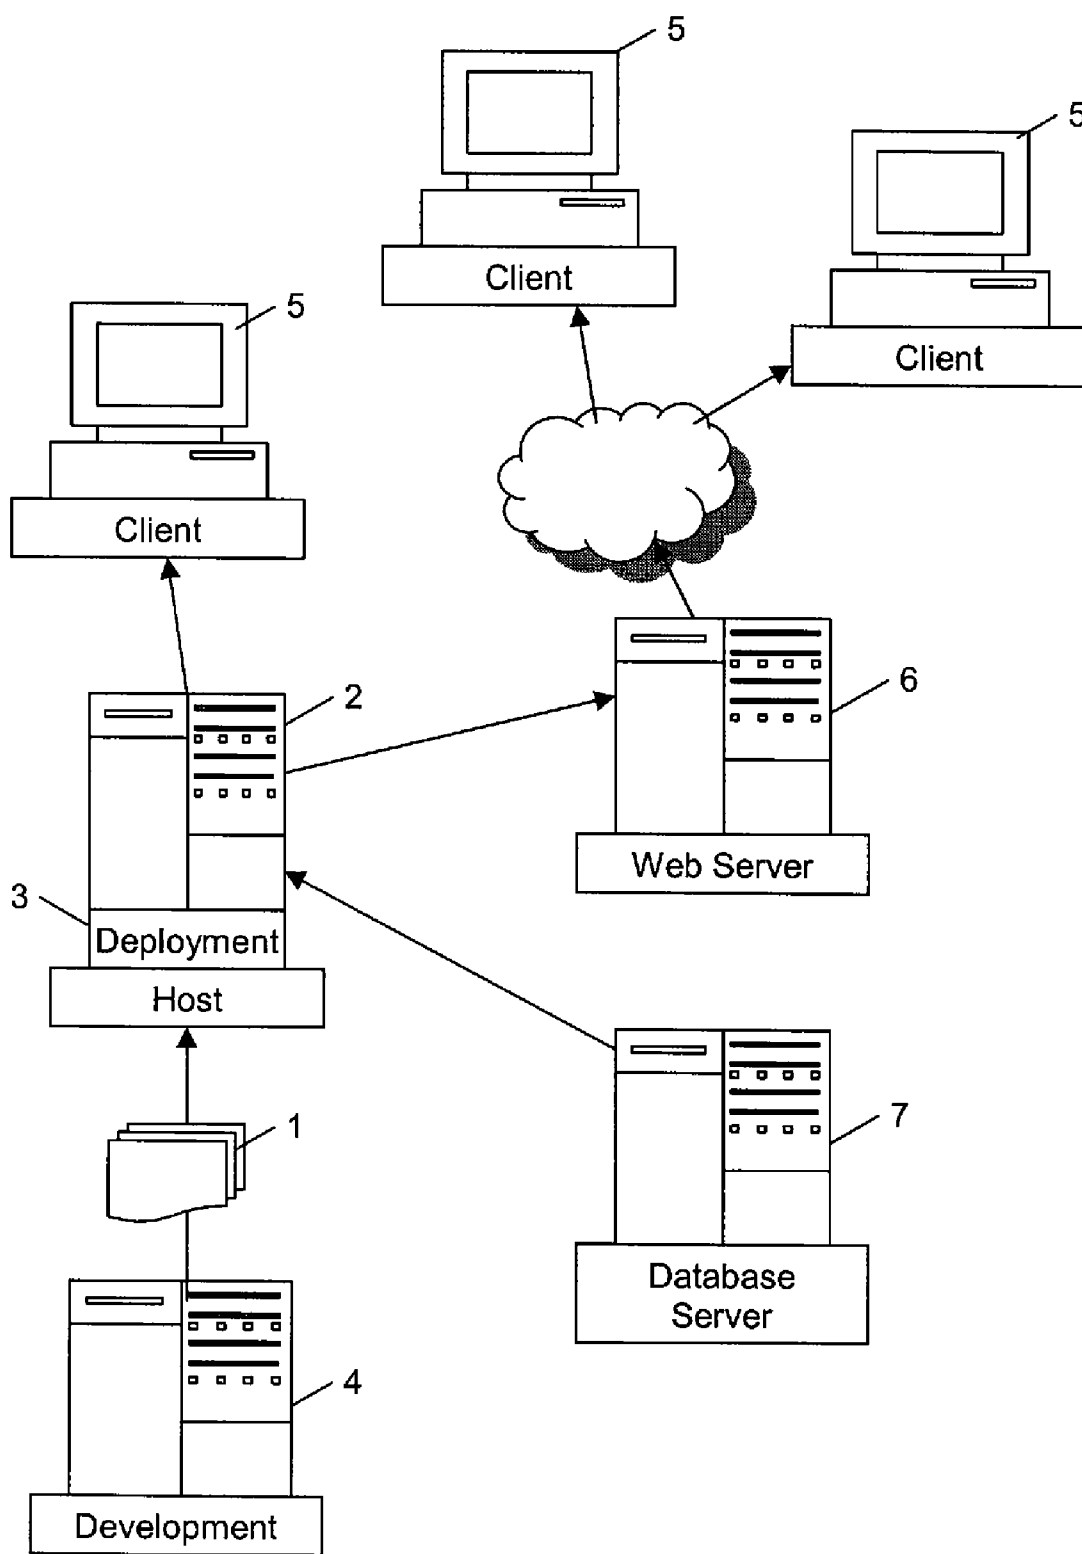 5
5
Client
5
Client
Client
2
6
Web Server
3
Deployment
Host
1
7
Database
Server
4
Development